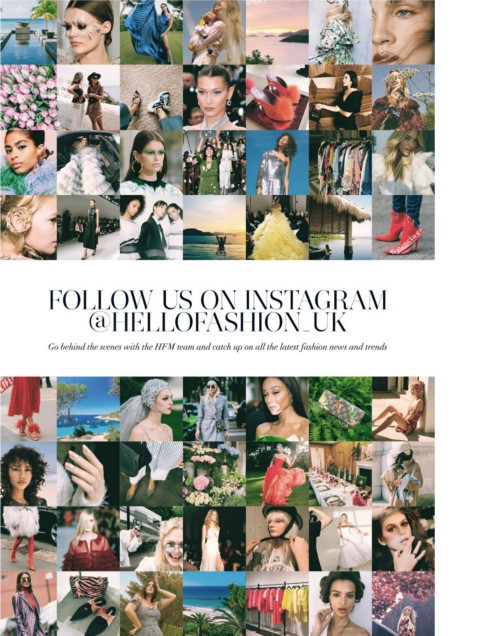 FOLLOW US ON INSTAGRAM
@HELLOFASHION_UK
Go behind the scenes with the HFM team and catch up on all the latest fashion news and trends